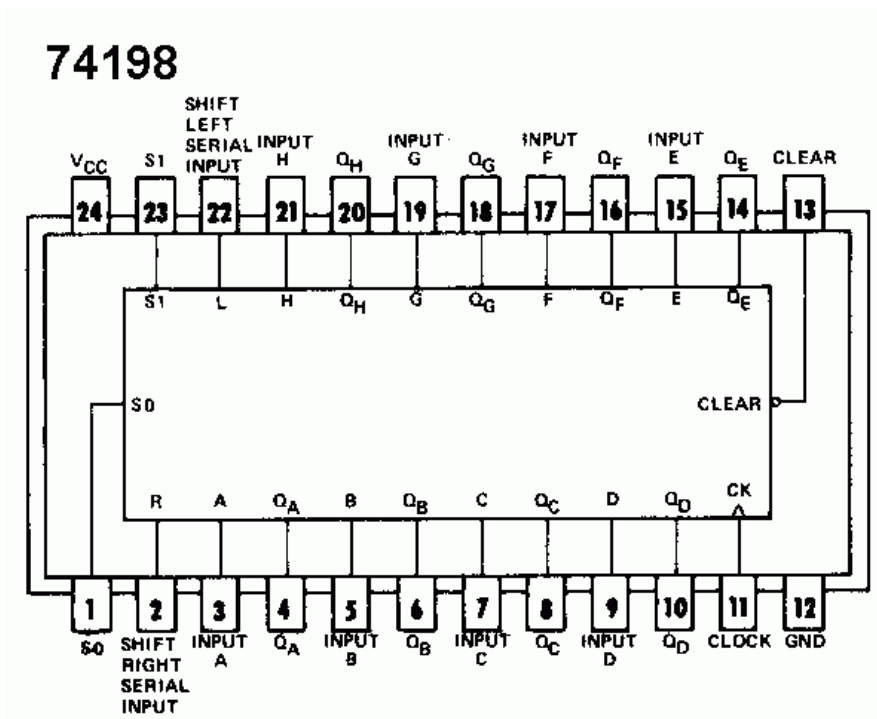 74198
VCC
S1
SHIFT
LEFT
SERIAL
INPUT
INPUT
H
QH
INPUT
G
QG
INPUT
F
QF
INPUT
E
QE
CLEAR
24 23 22 21 20 19 18 17 16 15 14 13
S1 L H QH G QG F QF E QE
S0
CLEAR
R A QA B QB C QC D QD CK
1 2 3 4 5 6 7 8 9 10 11 12
S0
SHIFT
RIGHT
SERIAL
INPUT
INPUT
A
QA
INPUT
B
QB
INPUT
C
QC
INPUT
D
QD
CLOCK
GND